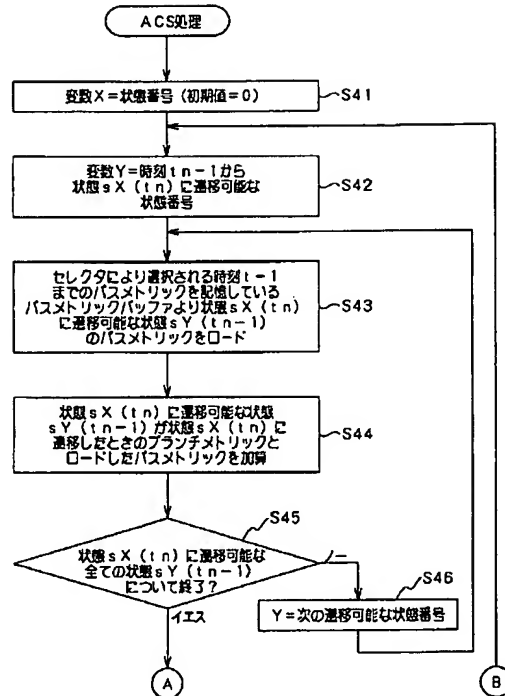 ACS処理
変数X＝状態番号（初期値＝0）
S41
変数Y＝時刻tn－1から
状態sX（tn）に遷移可能な
状態番号
S42
セレクタにより選択される時刻t－1
までのパスメトリックを記憶している
パスメトリックバッファより状態sX（tn）
に遷移可能な状態sY（tn－1）
のパスメトリックをロード
S43
状態sX（tn）に遷移可能な状態
sY（tn－1）が状態sX（tn）に
遷移したときのブランチメトリックと
ロードしたパスメトリックを加算
S44
S45
状態sX（tn）に遷移可能な
全ての状態sY（tn－1）
について終了？
ノー
イエス
S46
Y＝次の遷移可能な状態番号
A
B